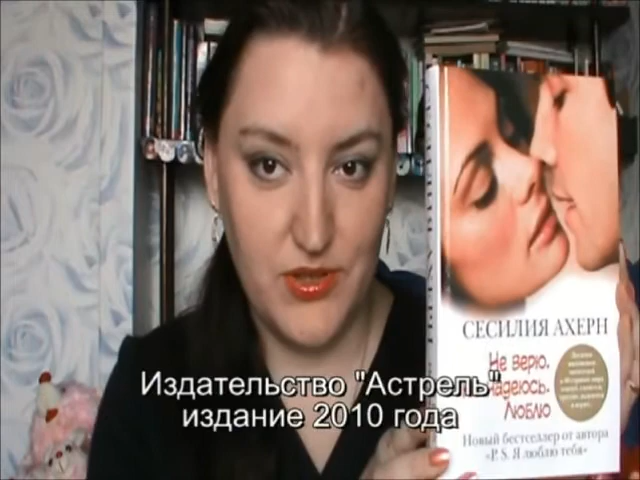 СЕСИЛИЯ АХЕРН
Не верю.
надеюсь.
Люблю
Новый бестселлер от автора
«P. S. Я люблю тебя»
Издательство "Астрель"
издание 2010 года